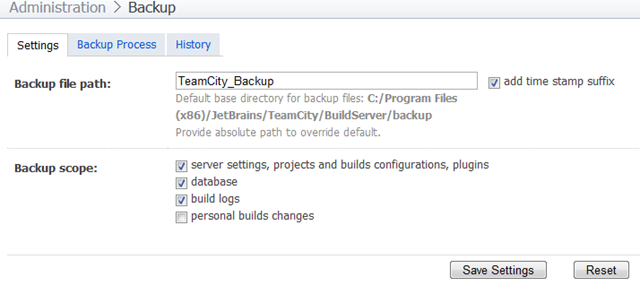 Administration > Backup
Settings Backup Process History
Backup file path: TeamCity_Backup add time stamp suffix
Default base directory for backup files: C:/Program Files
(x86)/JetBrains/TeamCity/BuildServer/backup
Provide absolute path to override default.
Backup scope: server settings, projects and builds configurations, plugins
database
build logs
personal builds changes
Save Settings Reset